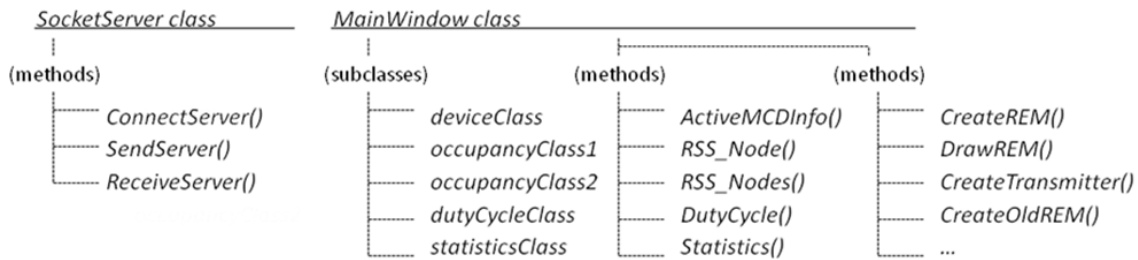 SocketServer class
(methods)
ConnectServer()
SendServer()
ReceiveServer()
MainWindow class
(subclasses)
deviceClass
occupancyClass1
occupancyClass2
dutyCycleClass
statisticsClass
(methods)
ActiveMCDInfo()
RSS_Node()
RSS_Nodes()
DutyCycle()
Statistics()
(methods)
CreateREM()
DrawREM()
CreateTransmitter()
CreateOldREM()
...